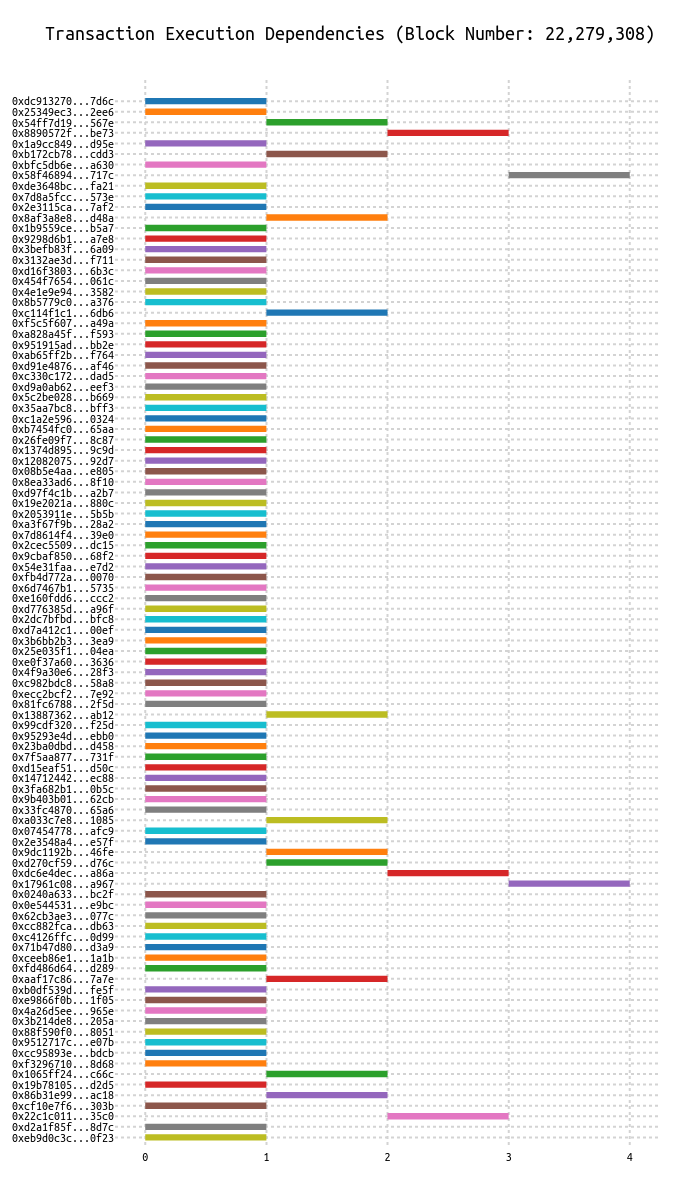 Transaction Execution Dependencies (Block Number: 22,279,308)
0xdc913270...7d6c
0x25349ec3...2ee6
0x54ff7d19...567e
0x8890572f...be73
0x1a9cc849...d95e
0xb172cb78...cdd3
0xbfc5db6e...a630
0x58f46894...717c
0xde3648bc...fa21
0x7d8a5fcc...573e
0x2e3115ca...7af2
0x8af3a8e8...d48a
0x1b9559ce...b5a7
0x9298d6b1...a7e8
0x3befb83f...6a09
0x3132ae3d...f711
0xd16f3803...6b3c
0x454f7654...061c
0x4e1e9e94...3582
0x8b5779c0...a376
0xc114f1c1...6db6
0xf5c5f607...a49a
0xa828a45f...f593
0x951915ad...bb2e
0xab65ff2b...f764
0xd91e4876...af46
0xc330c172...dad5
0xd9a0ab62...eef3
0x5c2be028...b669
0x35aa7bc8...bff3
0xc1a2e596...0324
0xb7454fc0...65aa
0x26fe09f7...8c87
0x1374d895...9c9d
0x12082075...92d7
0x08b5e4aa...e805
0x8ea33ad6...8f10
0xd97f4c1b...a2b7
0x19e2021a...880c
0x2053911e...5b5b
0xa3f67f9b...28a2
0x7d8614f4...39e0
0x2cec5509...dc15
0x9cbaf850...68f2
0x54e31faa...e7d2
0xfb4d772a...0070
0x6d7467b1...5735
0xe160fdd6...ccc2
0xd776385d...a96f
0x2dc7bfbd...bfc8
0xd7a412c1...00ef
0x3b6bb2b3...3ea9
0x25e035f1...04ea
0xe0f37a60...3636
0x4f9a30e6...28f3
0xc982bdc8...58a8
0xecc2bcf2...7e92
0x81fc6788...2f5d
0x13887362...ab12
0x99cdf320...f25d
0x95293e4d...ebb0
0x23ba0dbd...d458
0x7f5aa877...731f
0xd15eaf51...d50c
0x14712442...ec88
0x3fa682b1...0b5c
0x9b403b01...62cb
0x33fc4870...65a6
0xa033c7e8...1085
0x07454778...afc9
0x2e3548a4...e57f
0x9dc1192b...46fe
0xd270cf59...d76c
0xdc6e4dec...a86a
0x17961c08...a967
0x0240a633...bc2f
0x0e544531...e9bc
0x62cb3ae3...077c
0xcc882fca...db63
0xc4126ffc...0d99
0x71b47d80...d3a9
0xceeb86e1...1a1b
0xfd486d64...d289
0xaaf17c86...7a7e
0xb0df539d...fe5f
0xe9866f0b...1f05
0x4a26d5ee...965e
0x3b214de8...205a
0x88f590f0...8051
0x9512717c...e07b
0xcc95893e...bdcb
0xf3296710...8d68
0x1065ff24...c66c
0x19b78105...d2d5
0x86b31e99...ac18
0xcf10e7f6...303b
0x22c1c011...35c0
0xd2a1f85f...8d7c
0xeb9d0c3c...0f23
0 1 2 3 4